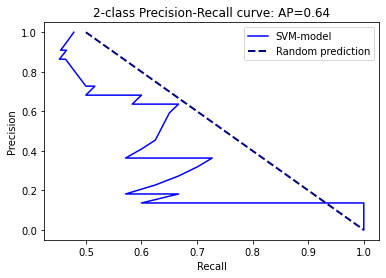 2-class Precision-Recall curve: AP=0.64
SVM-model
Random prediction
Precision
1.0
0.8
0.6
0.4
0.2
0.0
0.5
0.6
0.7
0.8
0.9
1.0
Recall